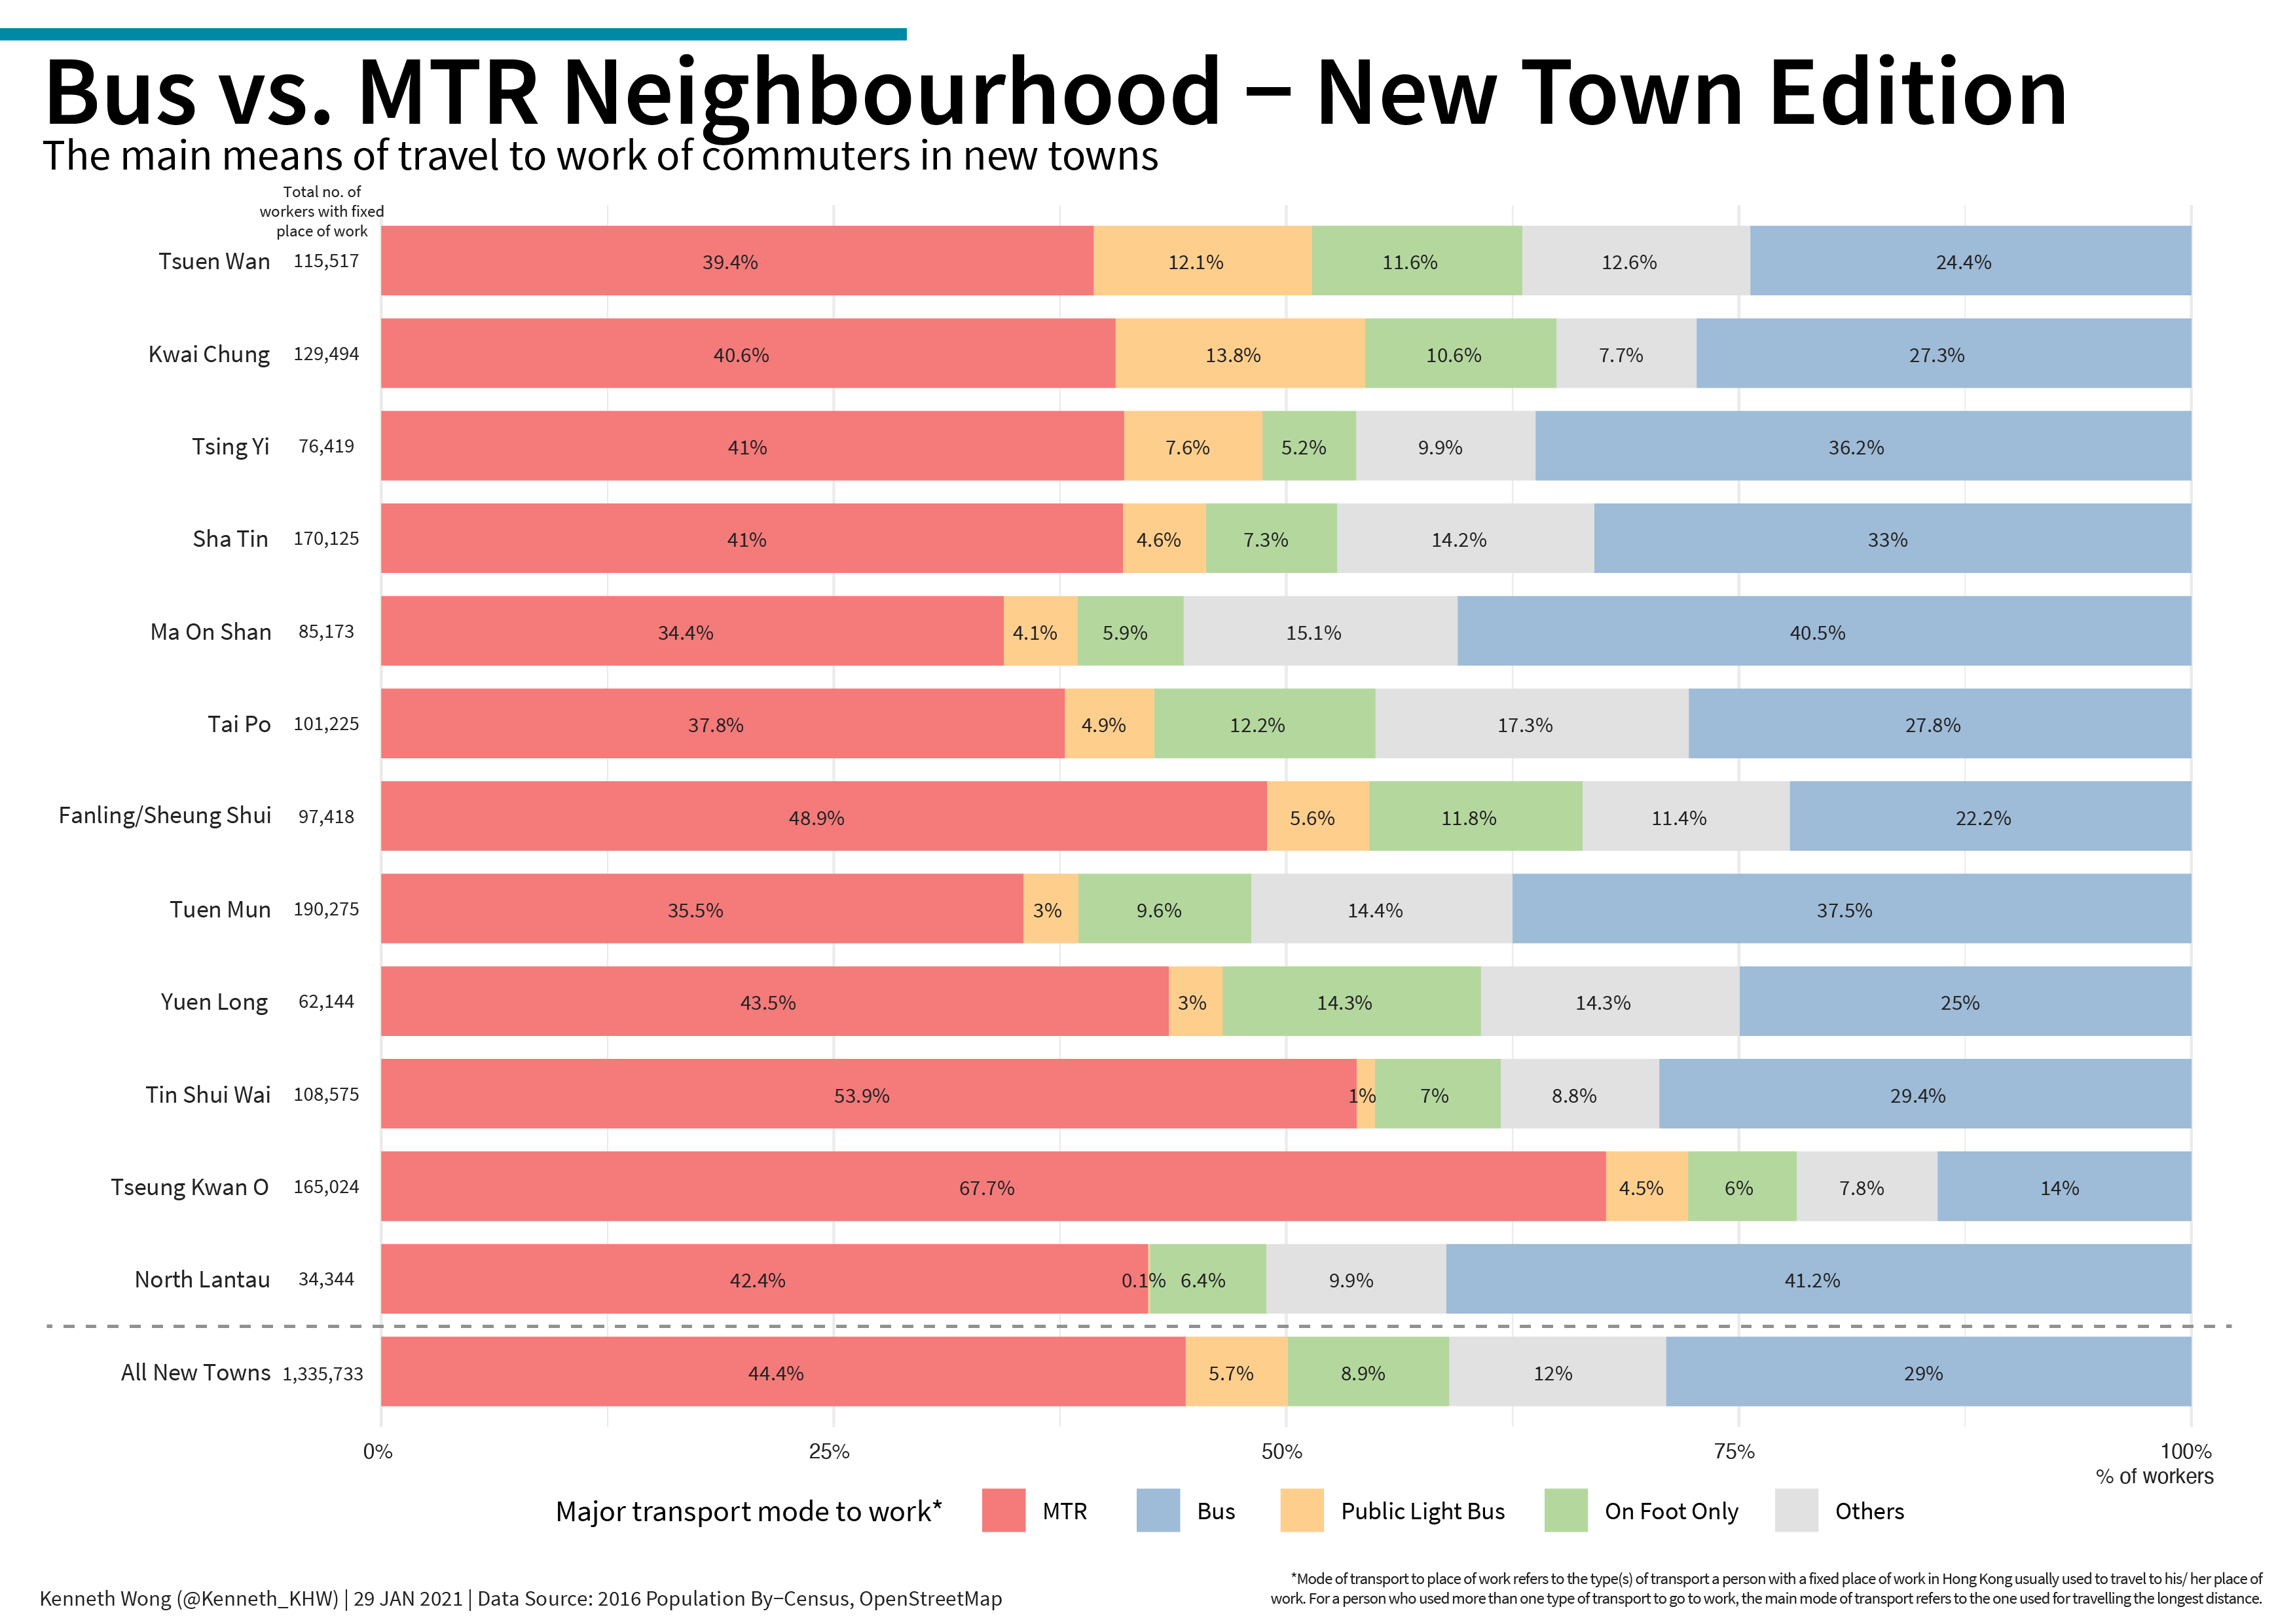 Bus vs. MTR Neighbourhood − New Town Edition
The main means of travel to work of commuters in new towns
Total no. of
workers with fixed
place of work
Tsuen Wan 115,517 39.4% 12.1% 11.6% 12.6% 24.4%
Kwai Chung 129,494 40.6% 13.8% 10.6% 7.7% 27.3%
Tsing Yi 76,419 41% 7.6% 5.2% 9.9% 36.2%
Sha Tin 170,125 41% 4.6% 7.3% 14.2% 33%
Ma On Shan 85,173 34.4% 4.1% 5.9% 15.1% 40.5%
Tai Po 101,225 37.8% 4.9% 12.2% 17.3% 27.8%
Fanling/Sheung Shui 97,418 48.9% 5.6% 11.8% 11.4% 22.2%
Tuen Mun 190,275 35.5% 3% 9.6% 14.4% 37.5%
Yuen Long 62,144 43.5% 3% 14.3% 14.3% 25%
Tin Shui Wai 108,575 53.9% 1% 7% 8.8% 29.4%
Tseung Kwan O 165,024 67.7% 4.5% 6% 7.8% 14%
North Lantau 34,344 42.4% 0.1% 6.4% 9.9% 41.2%
All New Towns 1,335,733 44.4% 5.7% 8.9% 12% 29%
0% 25% 50% 75% 100%
% of workers
Major transport mode to work* MTR Bus Public Light Bus On Foot Only Others
*Mode of transport to place of work refers to the type(s) of transport a person with a fixed place of work in Hong Kong usually used to travel to his/ her place of
work. For a person who used more than one type of transport to go to work, the main mode of transport refers to the one used for travelling the longest distance.
Kenneth Wong (@Kenneth_KHW) | 29 JAN 2021 | Data Source: 2016 Population By−Census, OpenStreetMap